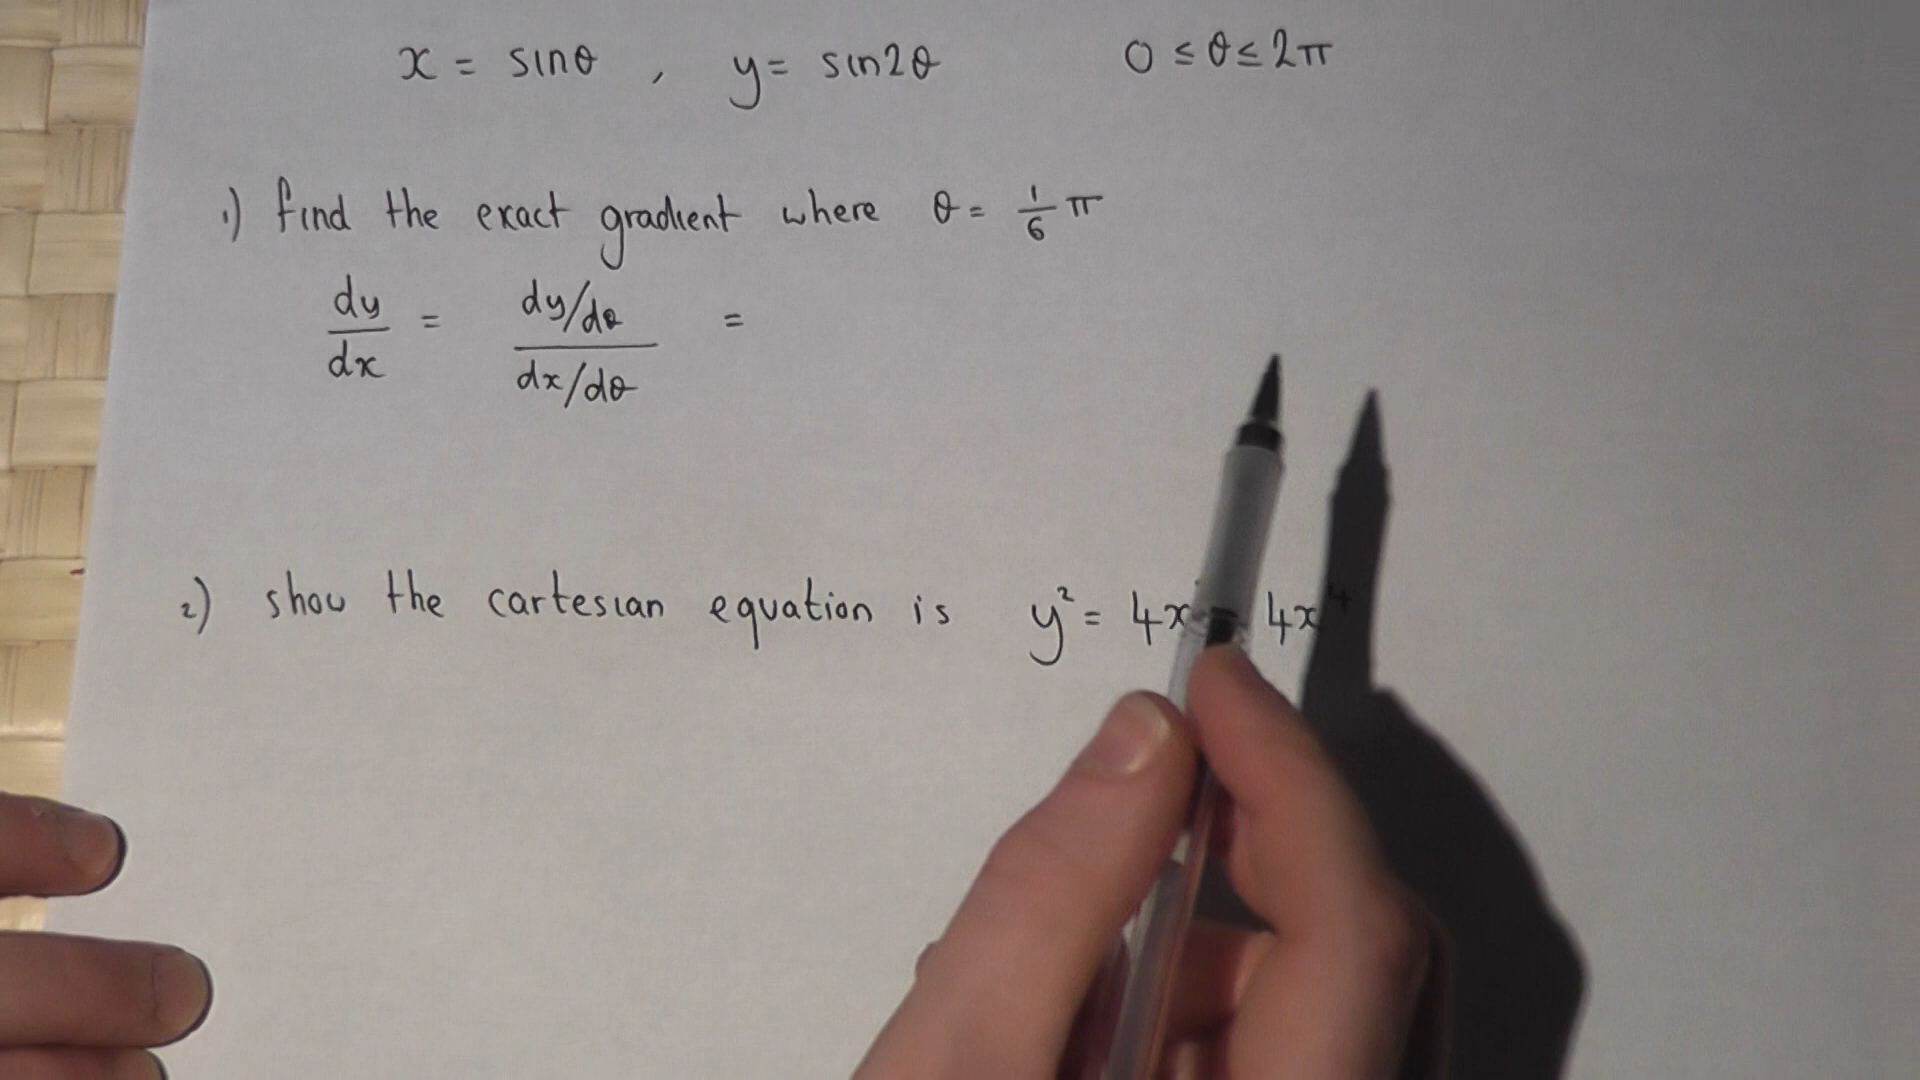 x = sinθ , y = sin2θ 0 ≤ θ ≤ 2π
1) find the exact gradient where θ = 1/6 π
dy/dx = (dy/dθ)/(dx/dθ) =
2) show the cartesian equation is y² = 4x 4x⁴